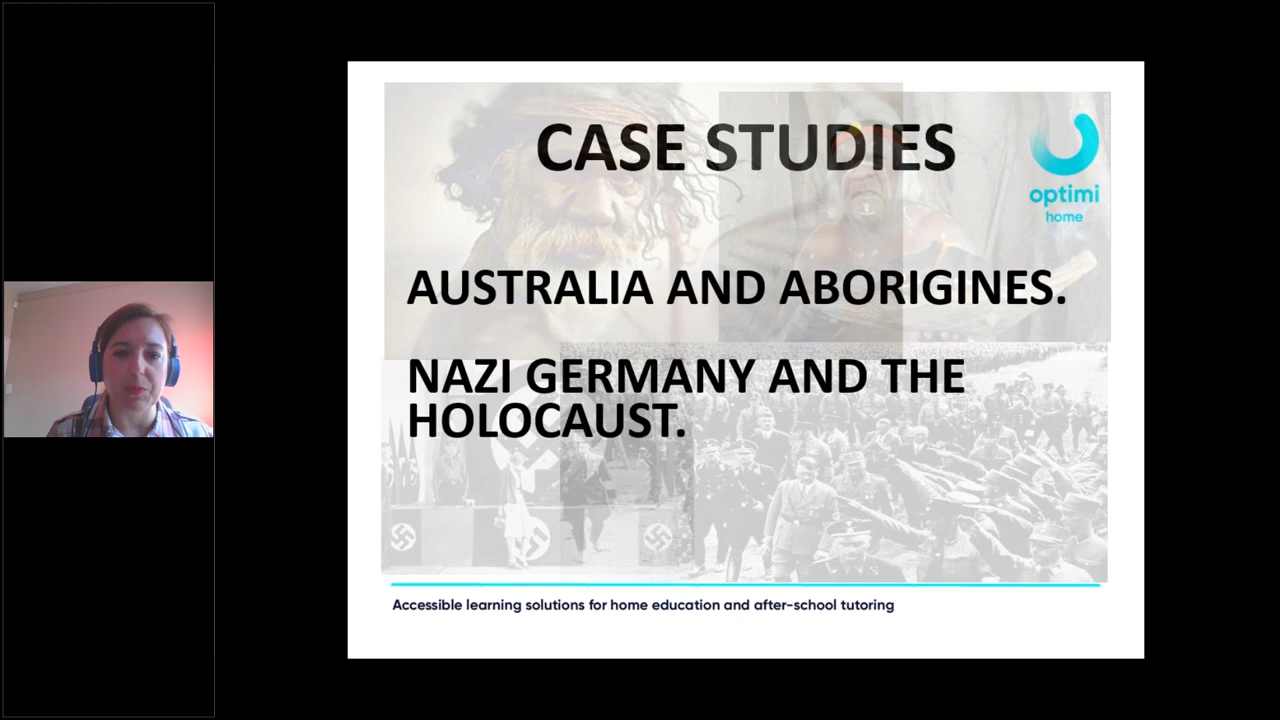 CASE STUDIES
optimi
home
AUSTRALIA AND ABORIGINES.
NAZI GERMANY AND THE
HOLOCAUST.
Accessible learning solutions for home education and after-school tutoring